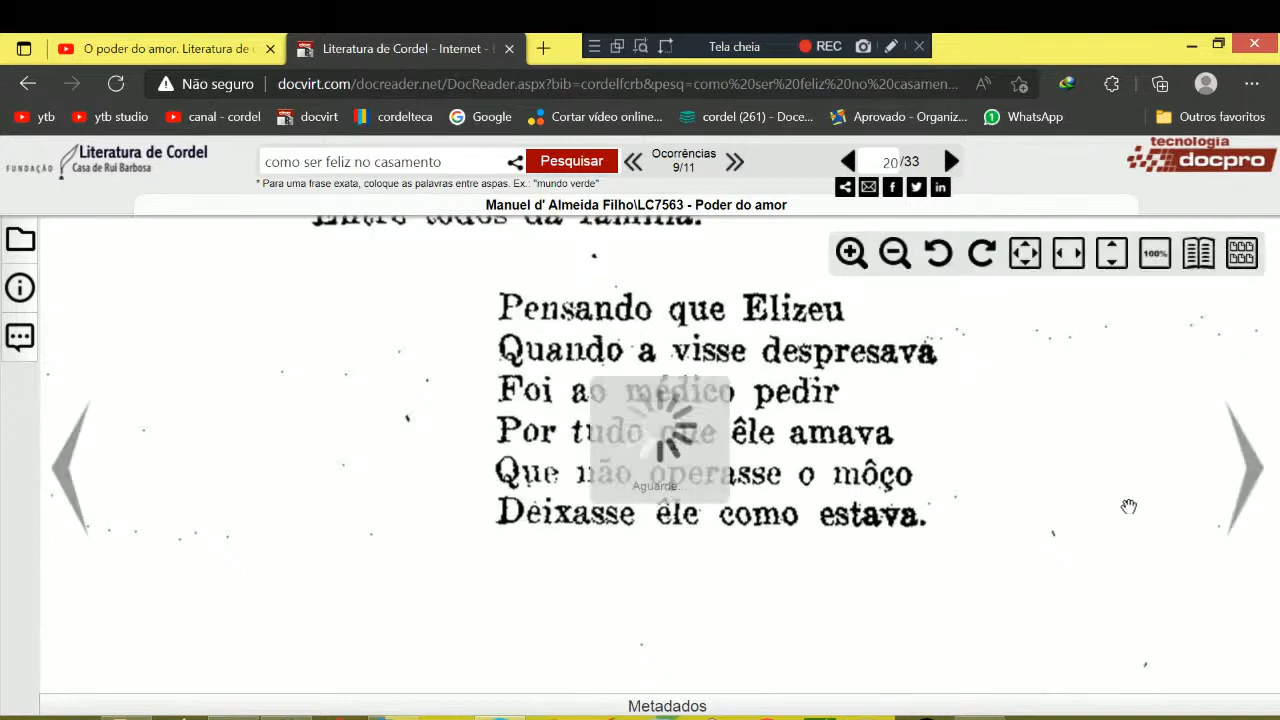 O poder do amor. Literatura de
Literatura de Cordel - Internet -
Tela cheia
REC
Não seguro
docvirt.com/docreader.net/DocReader.aspx?bib=cordelfcrb&pesq=como%20ser%20feliz%20no%20casamen...
ytb
ytb studio
canal - cordel
docvirt
cordelteca
Google
Cortar vídeo online...
cordel (261) - Doce...
Aprovado - Organiz...
WhatsApp
Outros favoritos
FUNDAÇÃO
Literatura de Cordel
Casa de Rui Barbosa
como ser feliz no casamento
Pesquisar
* Para uma frase exata, coloque as palavras entre aspas. Ex.: "mundo verde"
Ocorrências
9/11
20 /33
tecnologia
docpro
Manuel d' Almeida Filho\LC7563 - Poder do amor
Entre todos da família.
100%
Pensando que Elizeu
Quando a visse despresava
Foi ao médico pedir
Por tudo que êle amava
Que não operasse o môço
Deixasse êle como estava.
Aguarde...
Metadados